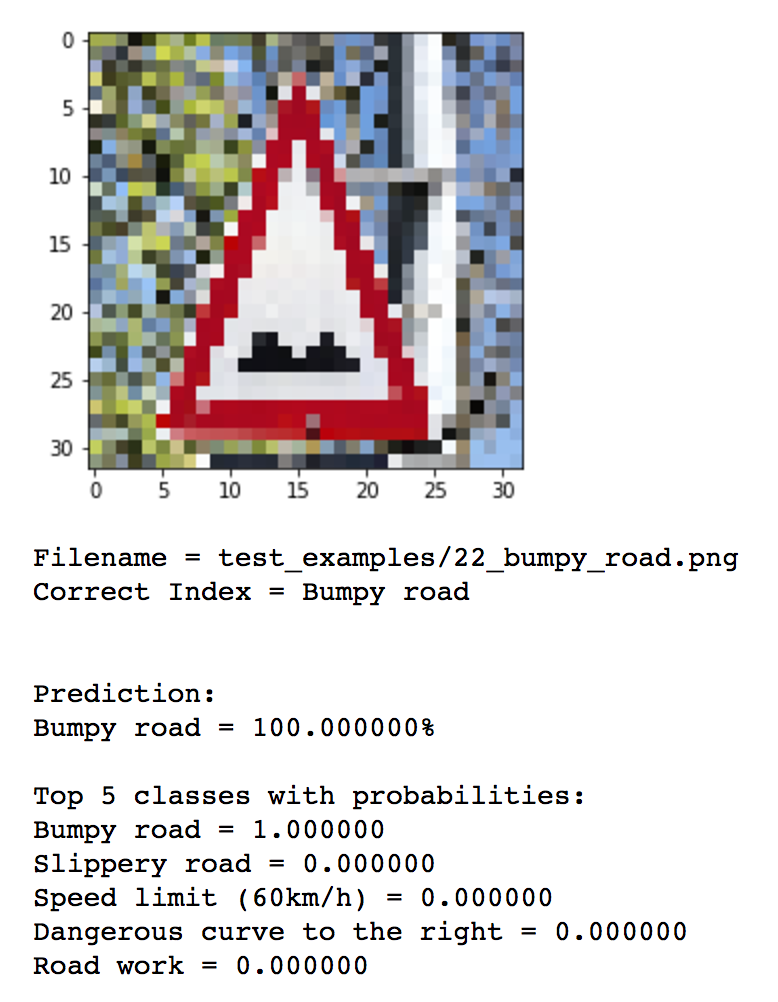 0
5
10
15
20
25
30
0 5 10 15 20 25 30
Filename = test_examples/22_bumpy_road.png
Correct Index = Bumpy road
Prediction:
Bumpy road = 100.000000%
Top 5 classes with probabilities:
Bumpy road = 1.000000
Slippery road = 0.000000
Speed limit (60km/h) = 0.000000
Dangerous curve to the right = 0.000000
Road work = 0.000000